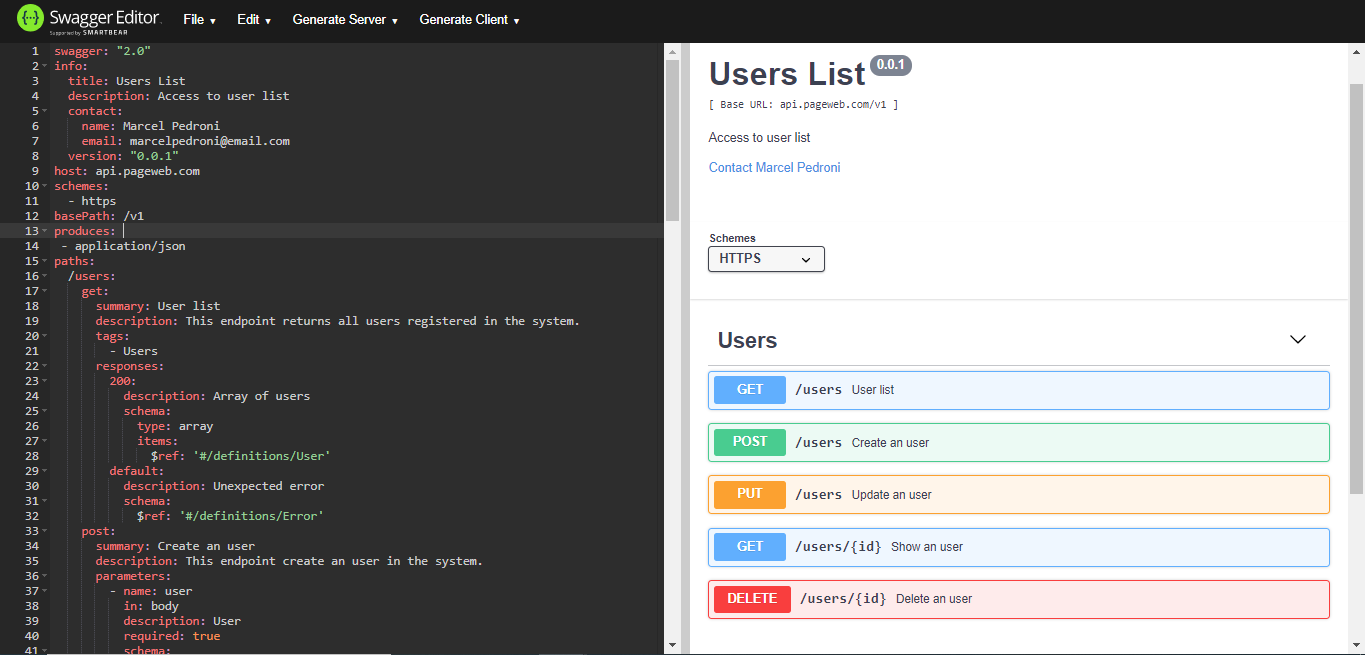 Swagger Editor.
Supported by SMARTBEAR
File ▾ Edit ▾ Generate Server ▾ Generate Client ▾
1 swagger: "2.0"
2 info:
3 title: Users List
4 description: Access to user list
5 contact:
6 name: Marcel Pedroni
7 email: marcelpedroni@email.com
8 version: "0.0.1"
9 host: api.pageweb.com
10 schemes:
11 - https
12 basePath: /v1
13 produces:
14 - application/json
15 paths:
16 /users:
17 get:
18 summary: User list
19 description: This endpoint returns all users registered in the system.
20 tags:
21 - Users
22 responses:
23 200:
24 description: Array of users
25 schema:
26 type: array
27 items:
28 $ref: '#/definitions/User'
29 default:
30 description: Unexpected error
31 schema:
32 $ref: '#/definitions/Error'
33 post:
34 summary: Create an user
35 description: This endpoint create an user in the system.
36 parameters:
37 - name: user
38 in: body
39 description: User
40 required: true
41 schema:
Users List 0.0.1
[ Base URL: api.pageweb.com/v1 ]
Access to user list
Contact Marcel Pedroni
Schemes
HTTPS
Users
GET /users User list
POST /users Create an user
PUT /users Update an user
GET /users/{id} Show an user
DELETE /users/{id} Delete an user